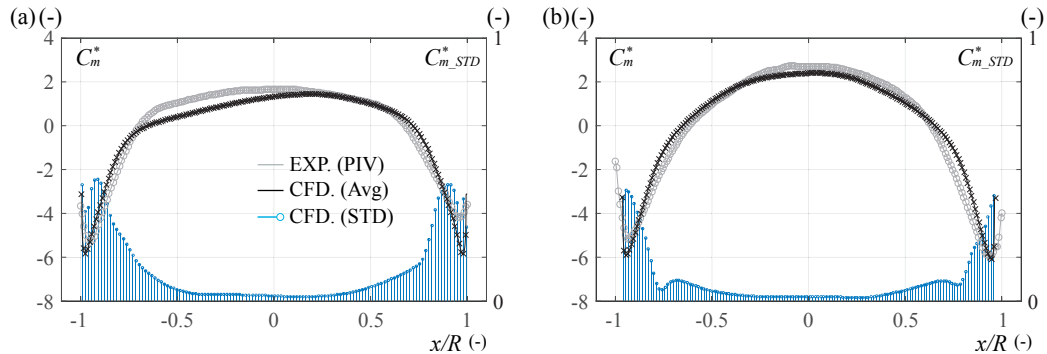 (a) (-) (-)
4
2
0
-2
-4
-6
-8
C*m
C*m_STD
1
0
EXP. (PIV)
CFD. (Avg)
CFD. (STD)
-1 -0.5 0 0.5 1
x/R (-)
(b) (-) (-)
4
2
0
-2
-4
-6
-8
C*m
C*m_STD
1
0
-1 -0.5 0 0.5 1
x/R (-)